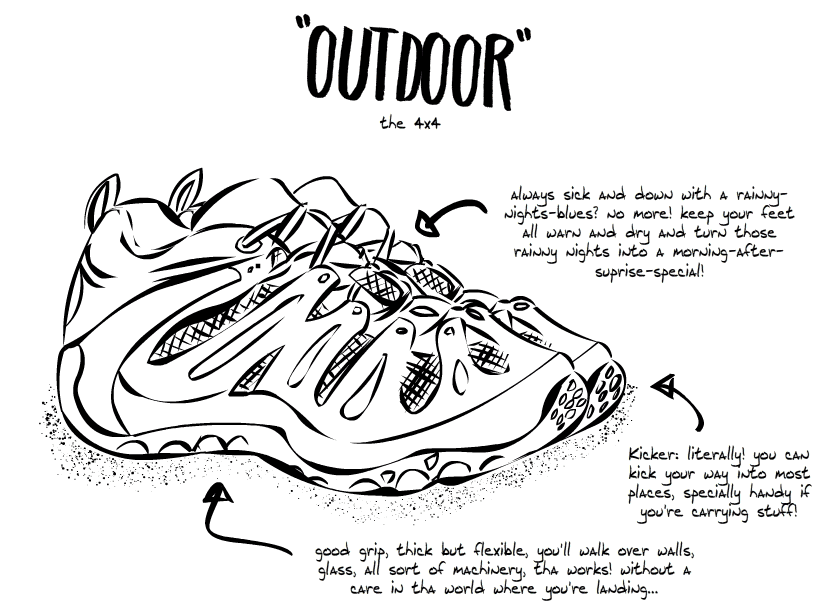 "OUTDOOR"
the 4x4
Always sick and down with a rainny-
nights-blues? No more! keep your feet
all warn and dry and turn those
rainny nights into a morning-after-
suprise-special!
Kicker: literally! you can
kick your way into most
places, specially handy if
you're carrying stuff!
good grip, thick but flexible, you'll walk over walls,
glass, all sort of machinery, tha works! without a
care in tha world where you're landing...